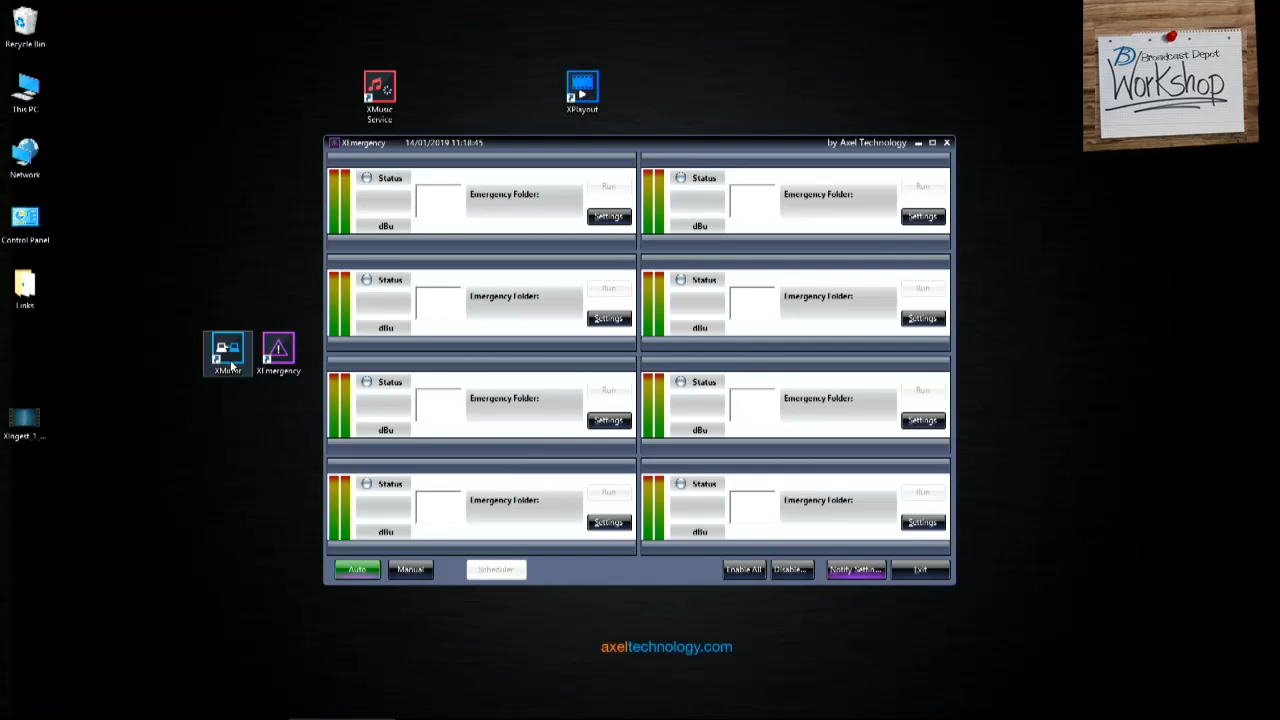 Recycle Bin
This PC
Network
Control Panel
Links
XIngest_1_...
XMusic
Service
XPlayout
XMirror
XEmergency
B/Broadcast Depot
Workshop
XEmergency 14/01/2019 11:18:45 by Axel Technology
Status Emergency Folder: Run
Settings
dBu
Status Emergency Folder: Run
Settings
dBu
Status Emergency Folder: Run
Settings
dBu
Status Emergency Folder: Run
Settings
dBu
Status Emergency Folder: Run
Settings
dBu
Status Emergency Folder: Run
Settings
dBu
Status Emergency Folder: Run
Settings
dBu
Status Emergency Folder: Run
Settings
dBu
Auto Manual Scheduler Enable All Disable... Notify Settin... Exit
axeltechnology.com